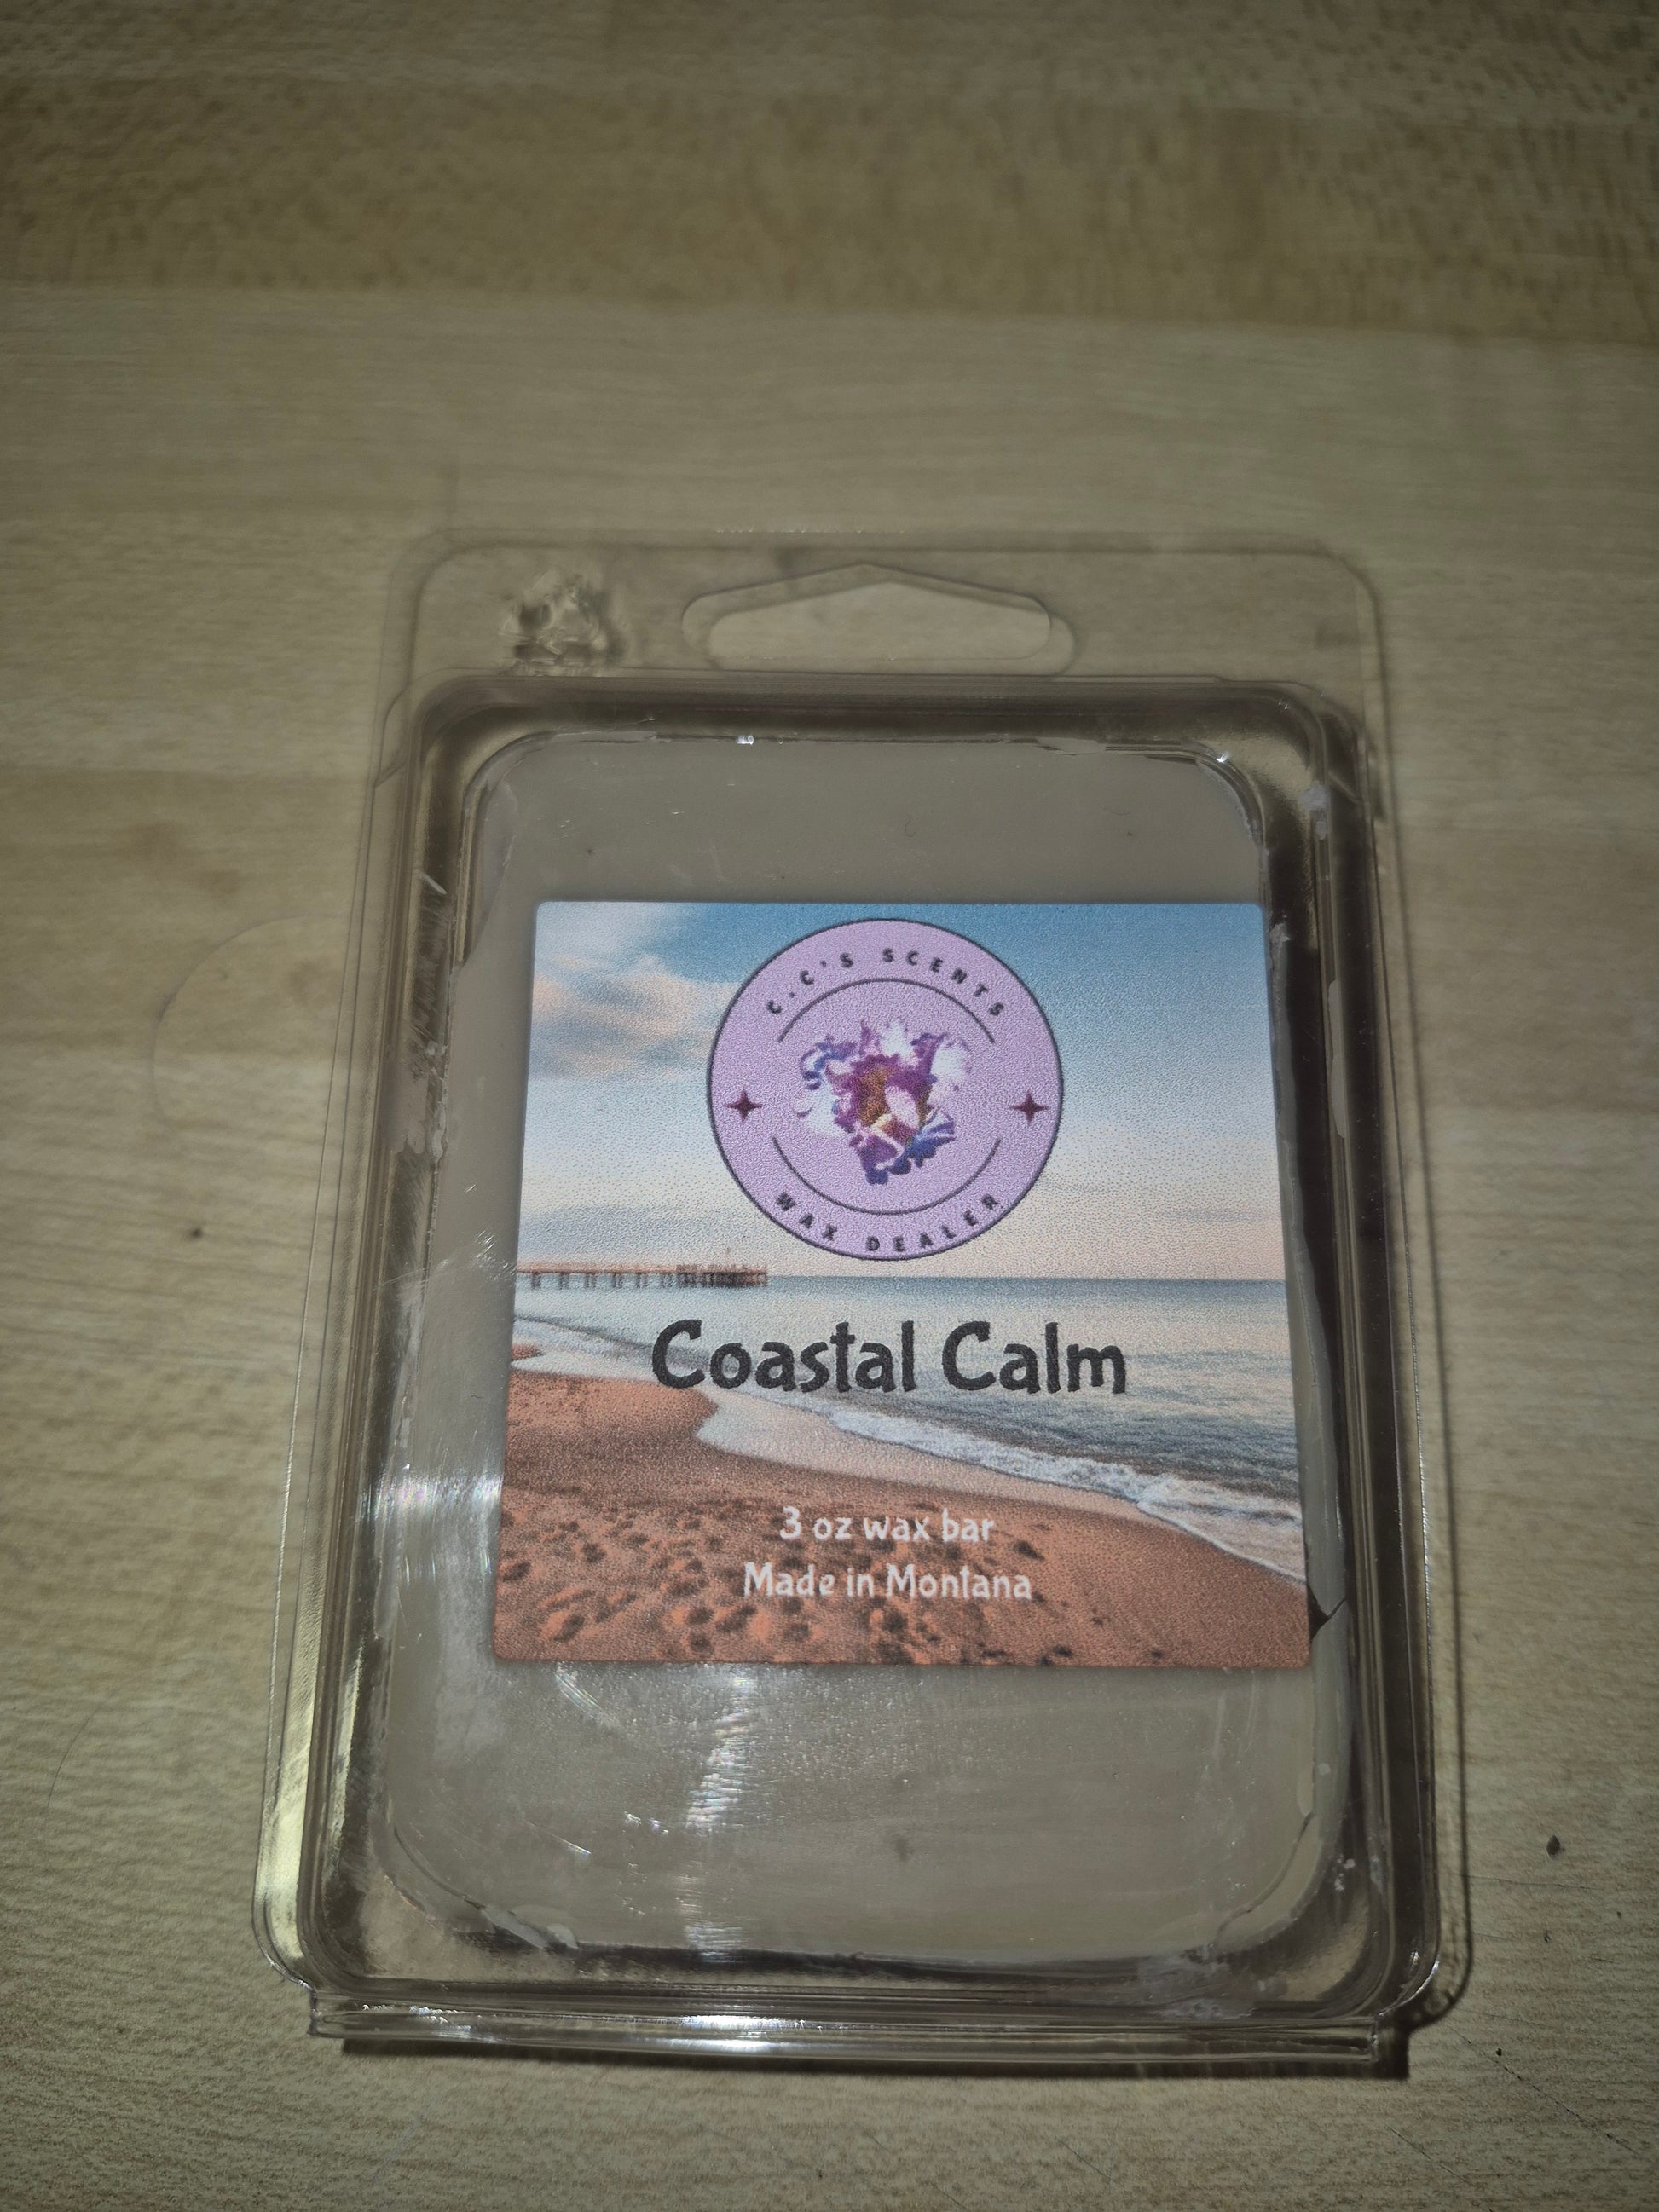 C.C'S SCENTS
WAX DEALER
Coastal Calm
3 oz wax bar
Made in Montana